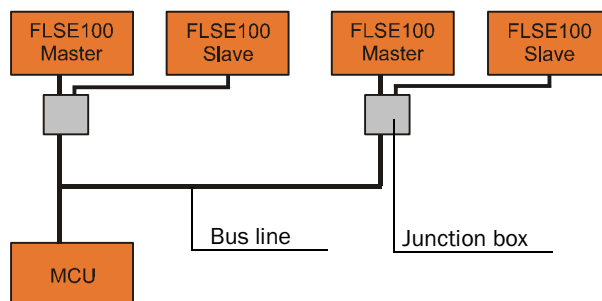 FLSE100
Master
FLSE100
Slave
FLSE100
Master
FLSE100
Slave
Bus line
Junction box
MCU